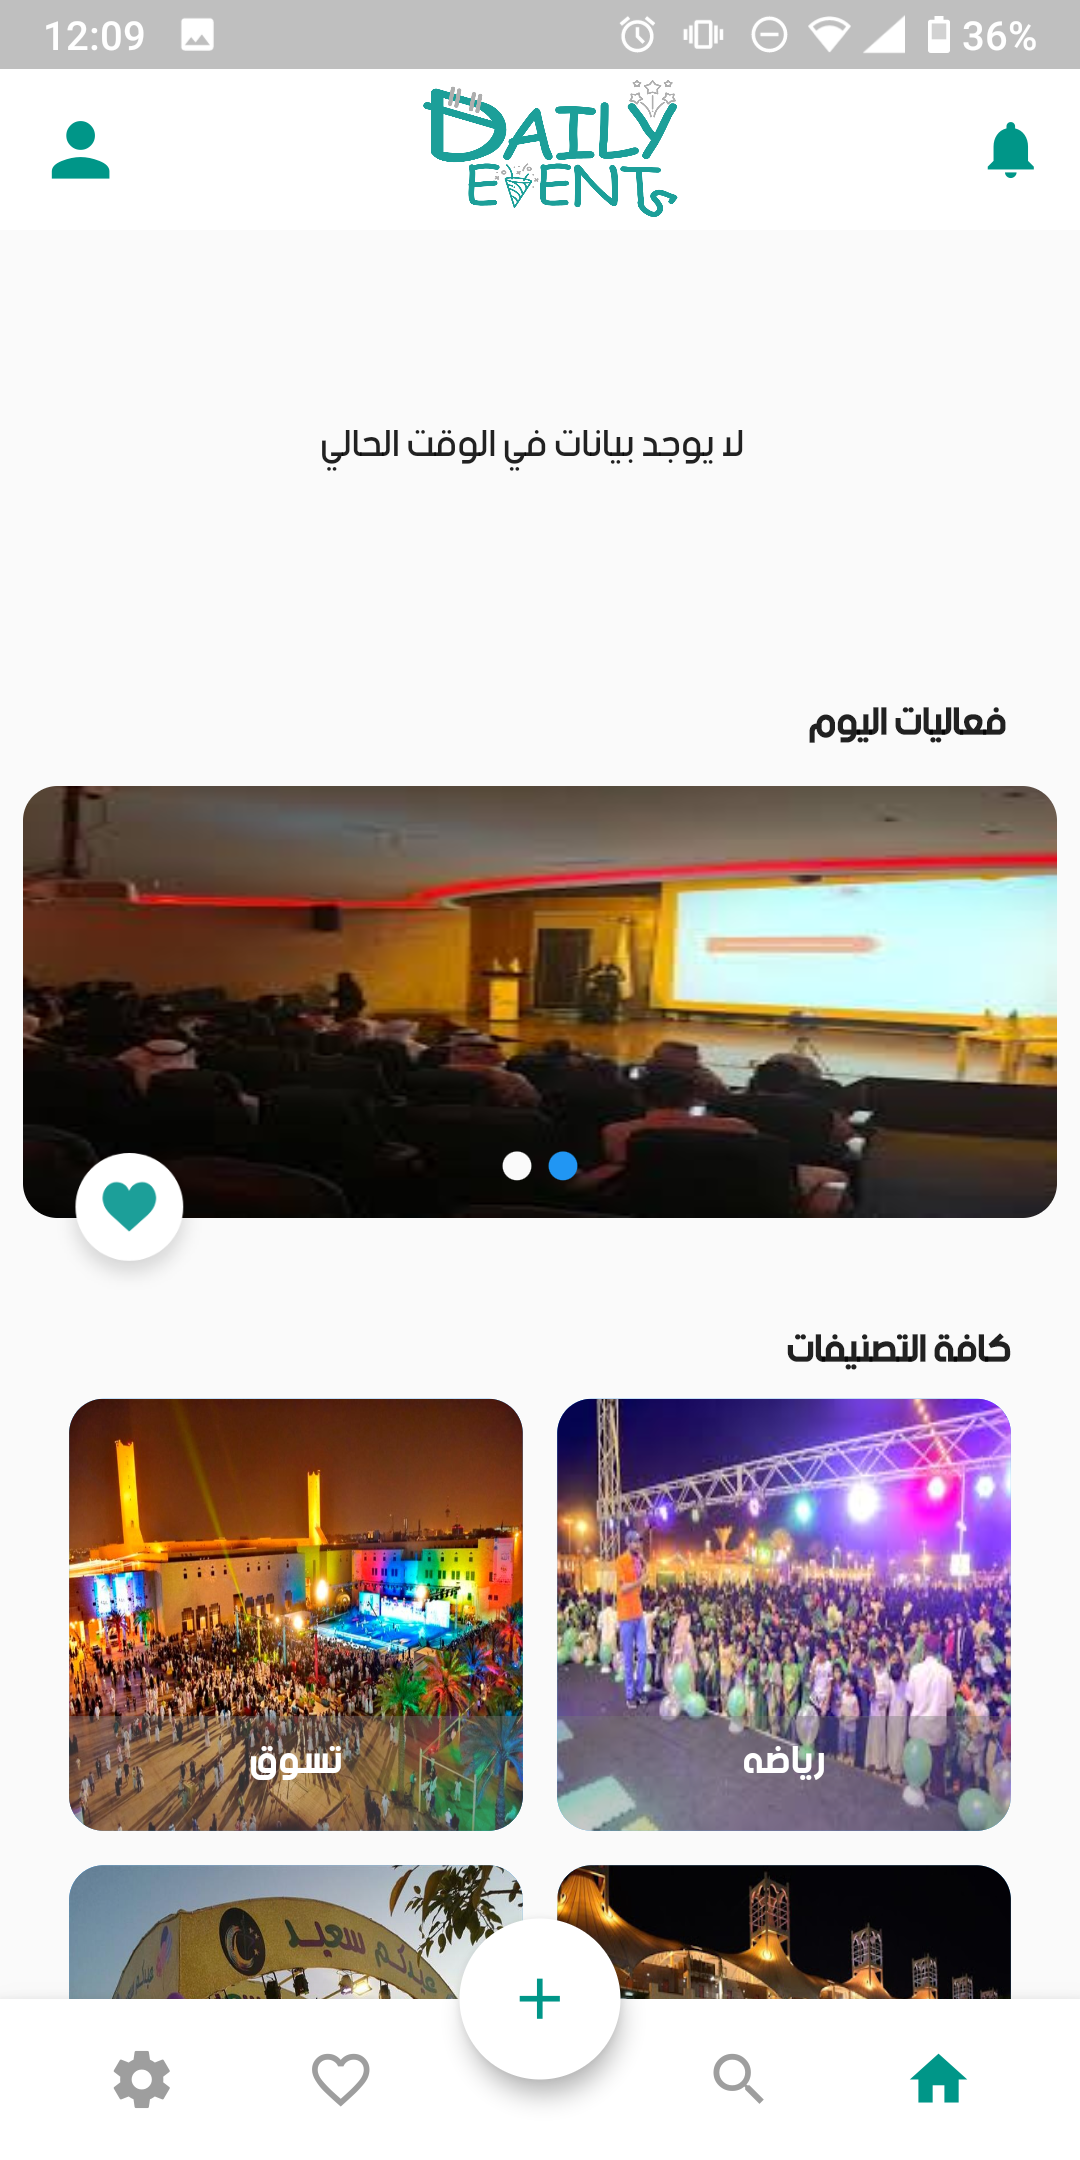 12:09
36%
DAILY
EVENT
لا يوجد بيانات في الوقت الحالي
فعاليات اليوم
كافة التصنيفات
رياضه
تسوق
عيدكم سعيد